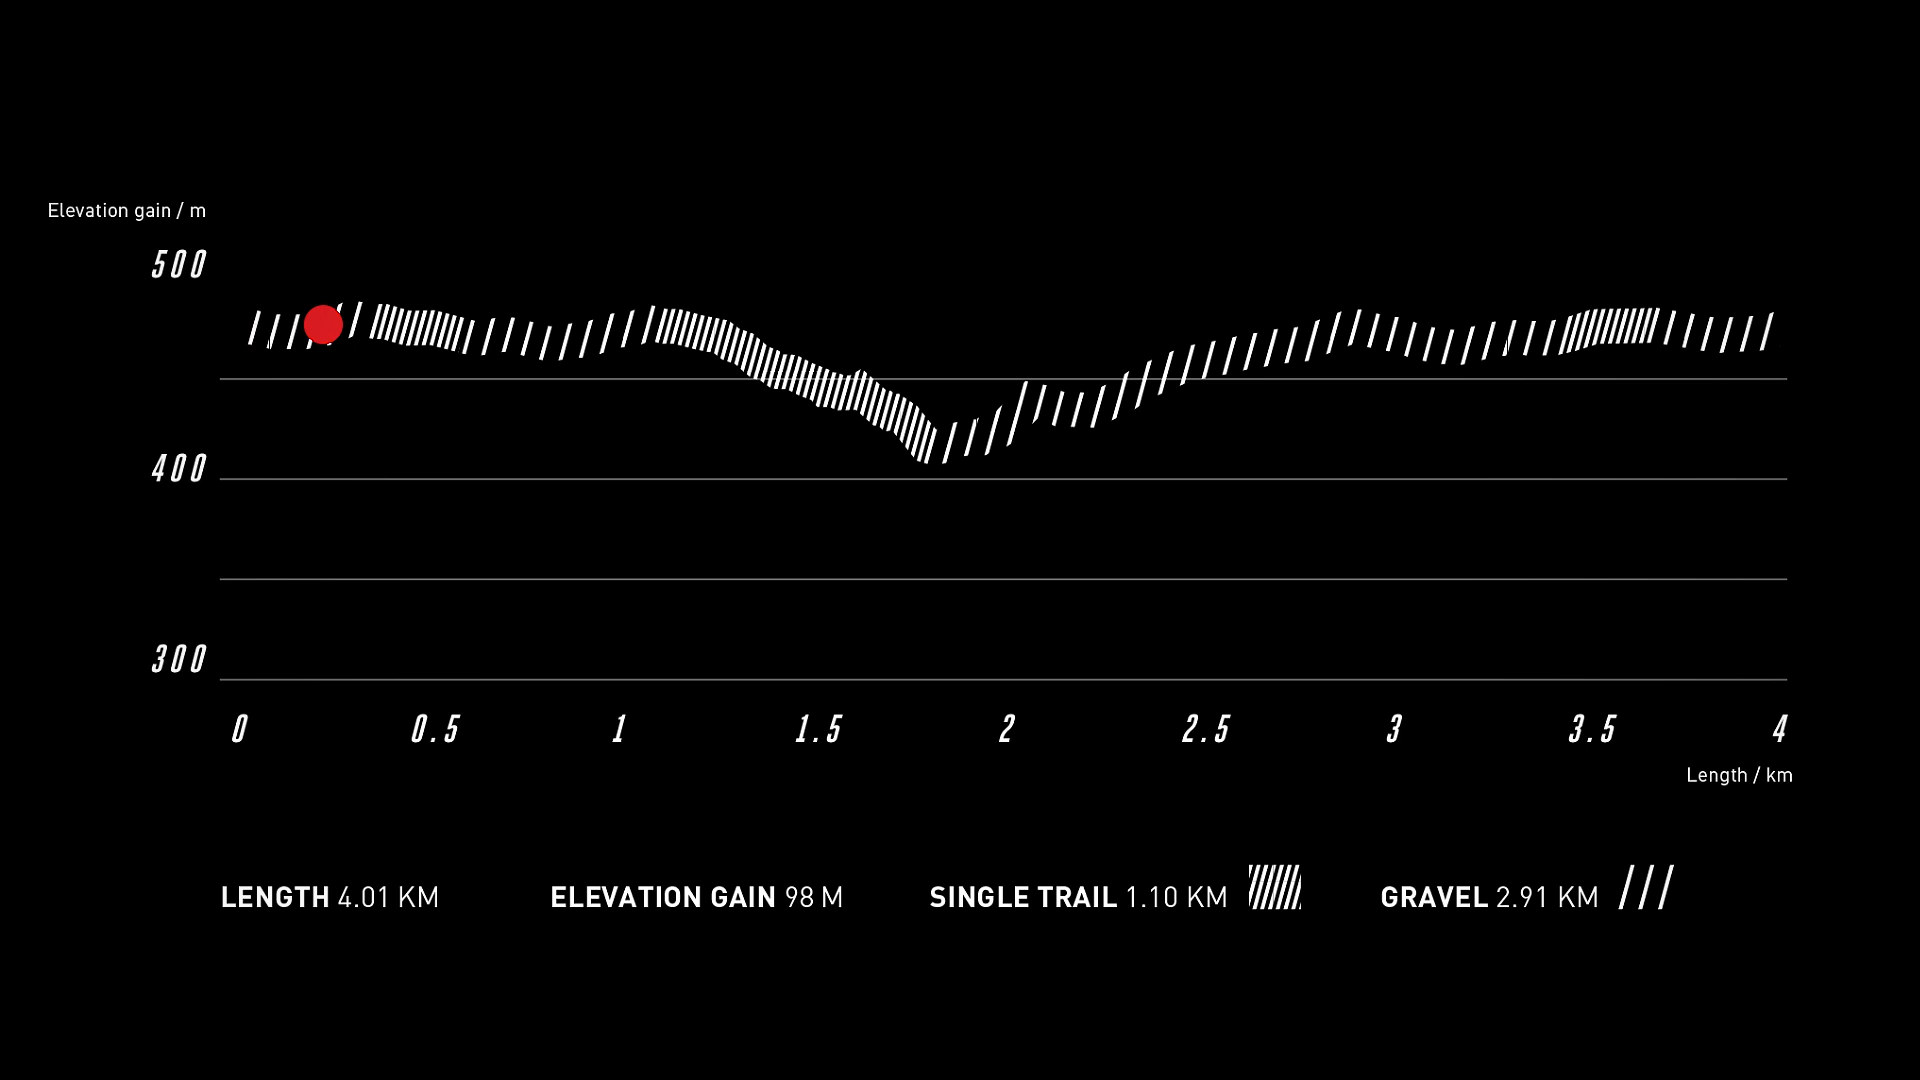 Elevation gain / m
500
400
300
0 0.5 1 1.5 2 2.5 3 3.5 4
Length / km
LENGTH 4.01 KM ELEVATION GAIN 98 M SINGLE TRAIL 1.10 KM GRAVEL 2.91 KM